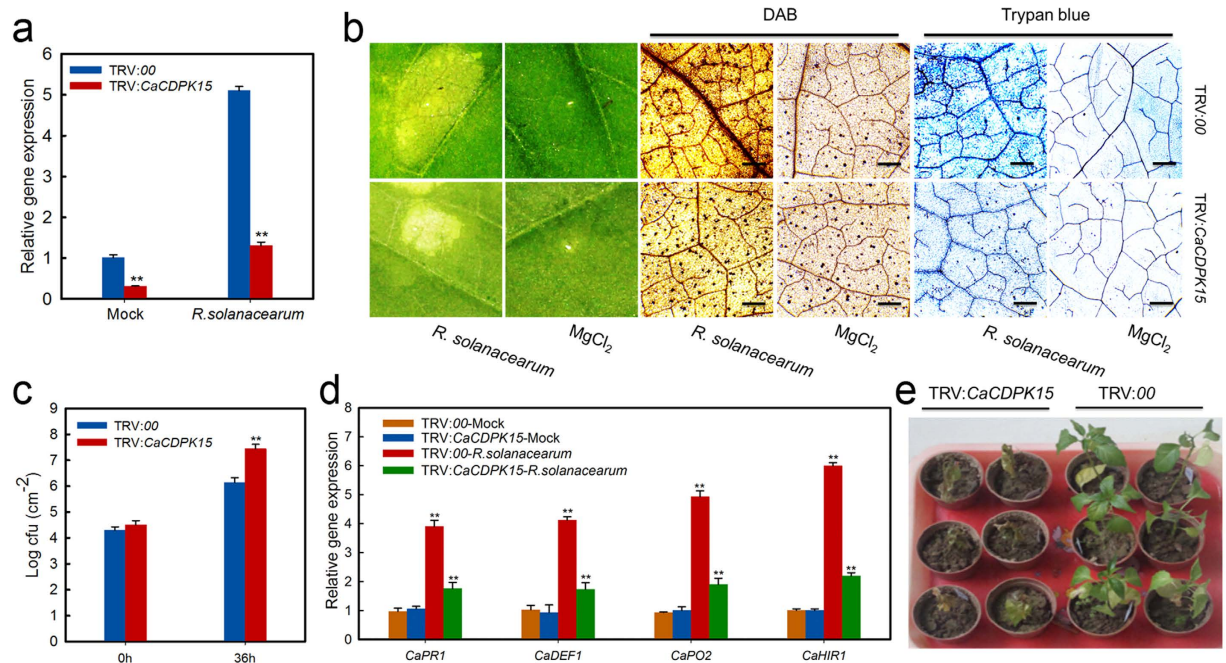 a
Relative gene expression
6
5
4
3
2
1
0
TRV:00
TRV:CaCDPK15
**
**
Mock
R.solanacearum
b
DAB
Trypan blue
TRV:00
TRV:CaCDPK15
R. solanacearum
MgCl2
R. solanacearum
MgCl2
R. solanacearum
MgCl2
c
Log cfu (cm-2)
10
9
8
7
6
5
4
3
2
1
0
TRV:00
TRV:CaCDPK15
**
0h
36h
d
Relative gene expression
8
7
6
5
4
3
2
1
0
TRV:00-Mock
TRV:CaCDPK15-Mock
TRV:00-R.solanacearum
TRV:CaCDPK15-R.solanacearum
**
**
**
**
**
**
**
**
CaPR1
CaDEF1
CaPO2
CaHIR1
e
TRV:CaCDPK15
TRV:00